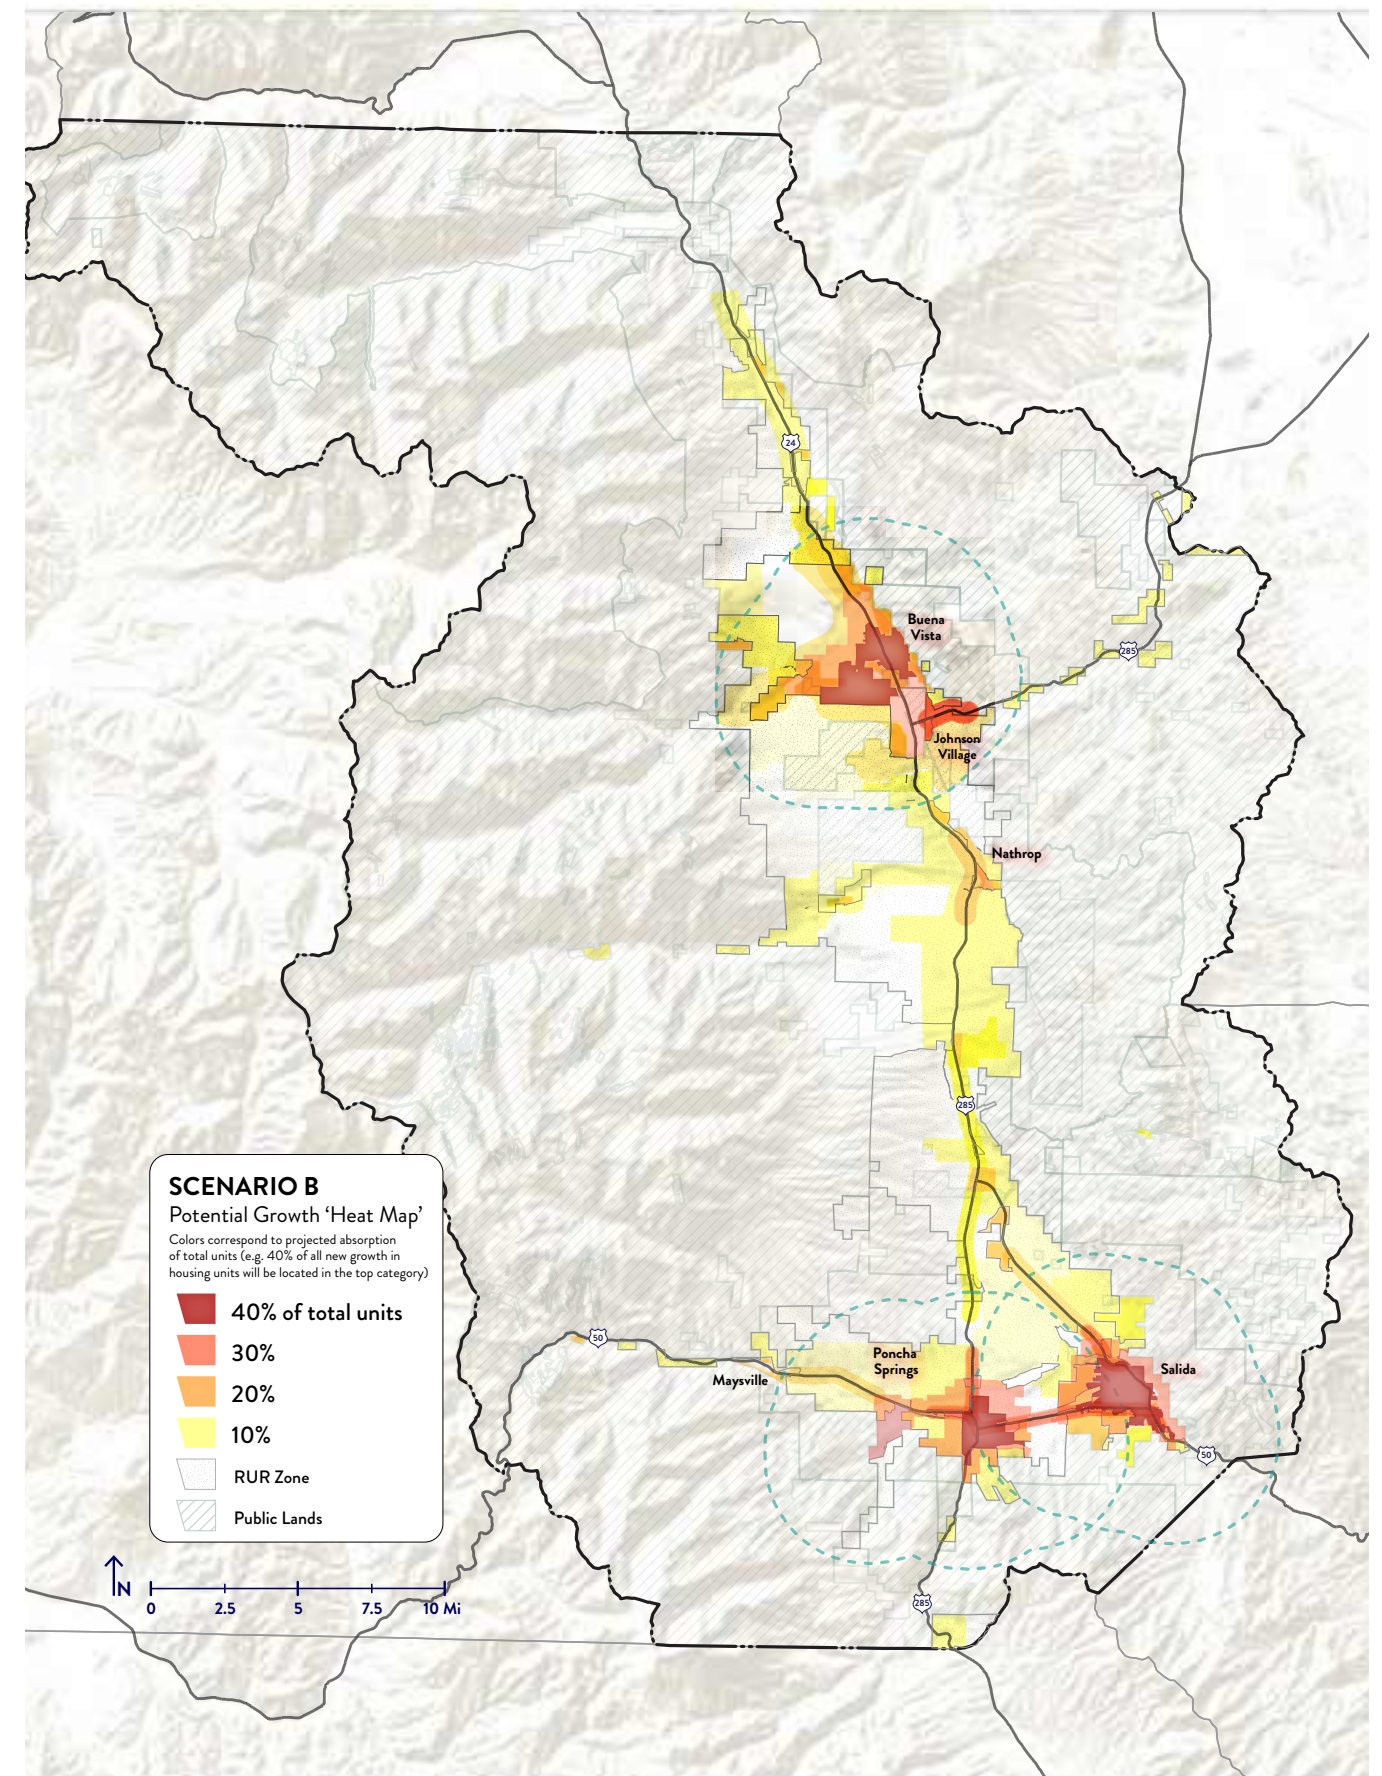 24
Buena
Vista
285
Johnson
Village
Nathrop
285
SCENARIO B
Potential Growth ‘Heat Map’
Colors correspond to projected absorption
of total units (e.g. 40% of all new growth in
housing units will be located in the top category)
40% of total units
30%
20%
10%
RUR Zone
Public Lands
50
Maysville
Poncha
Springs
Salida
50
N
0 2.5 5 7.5 10 Mi
285